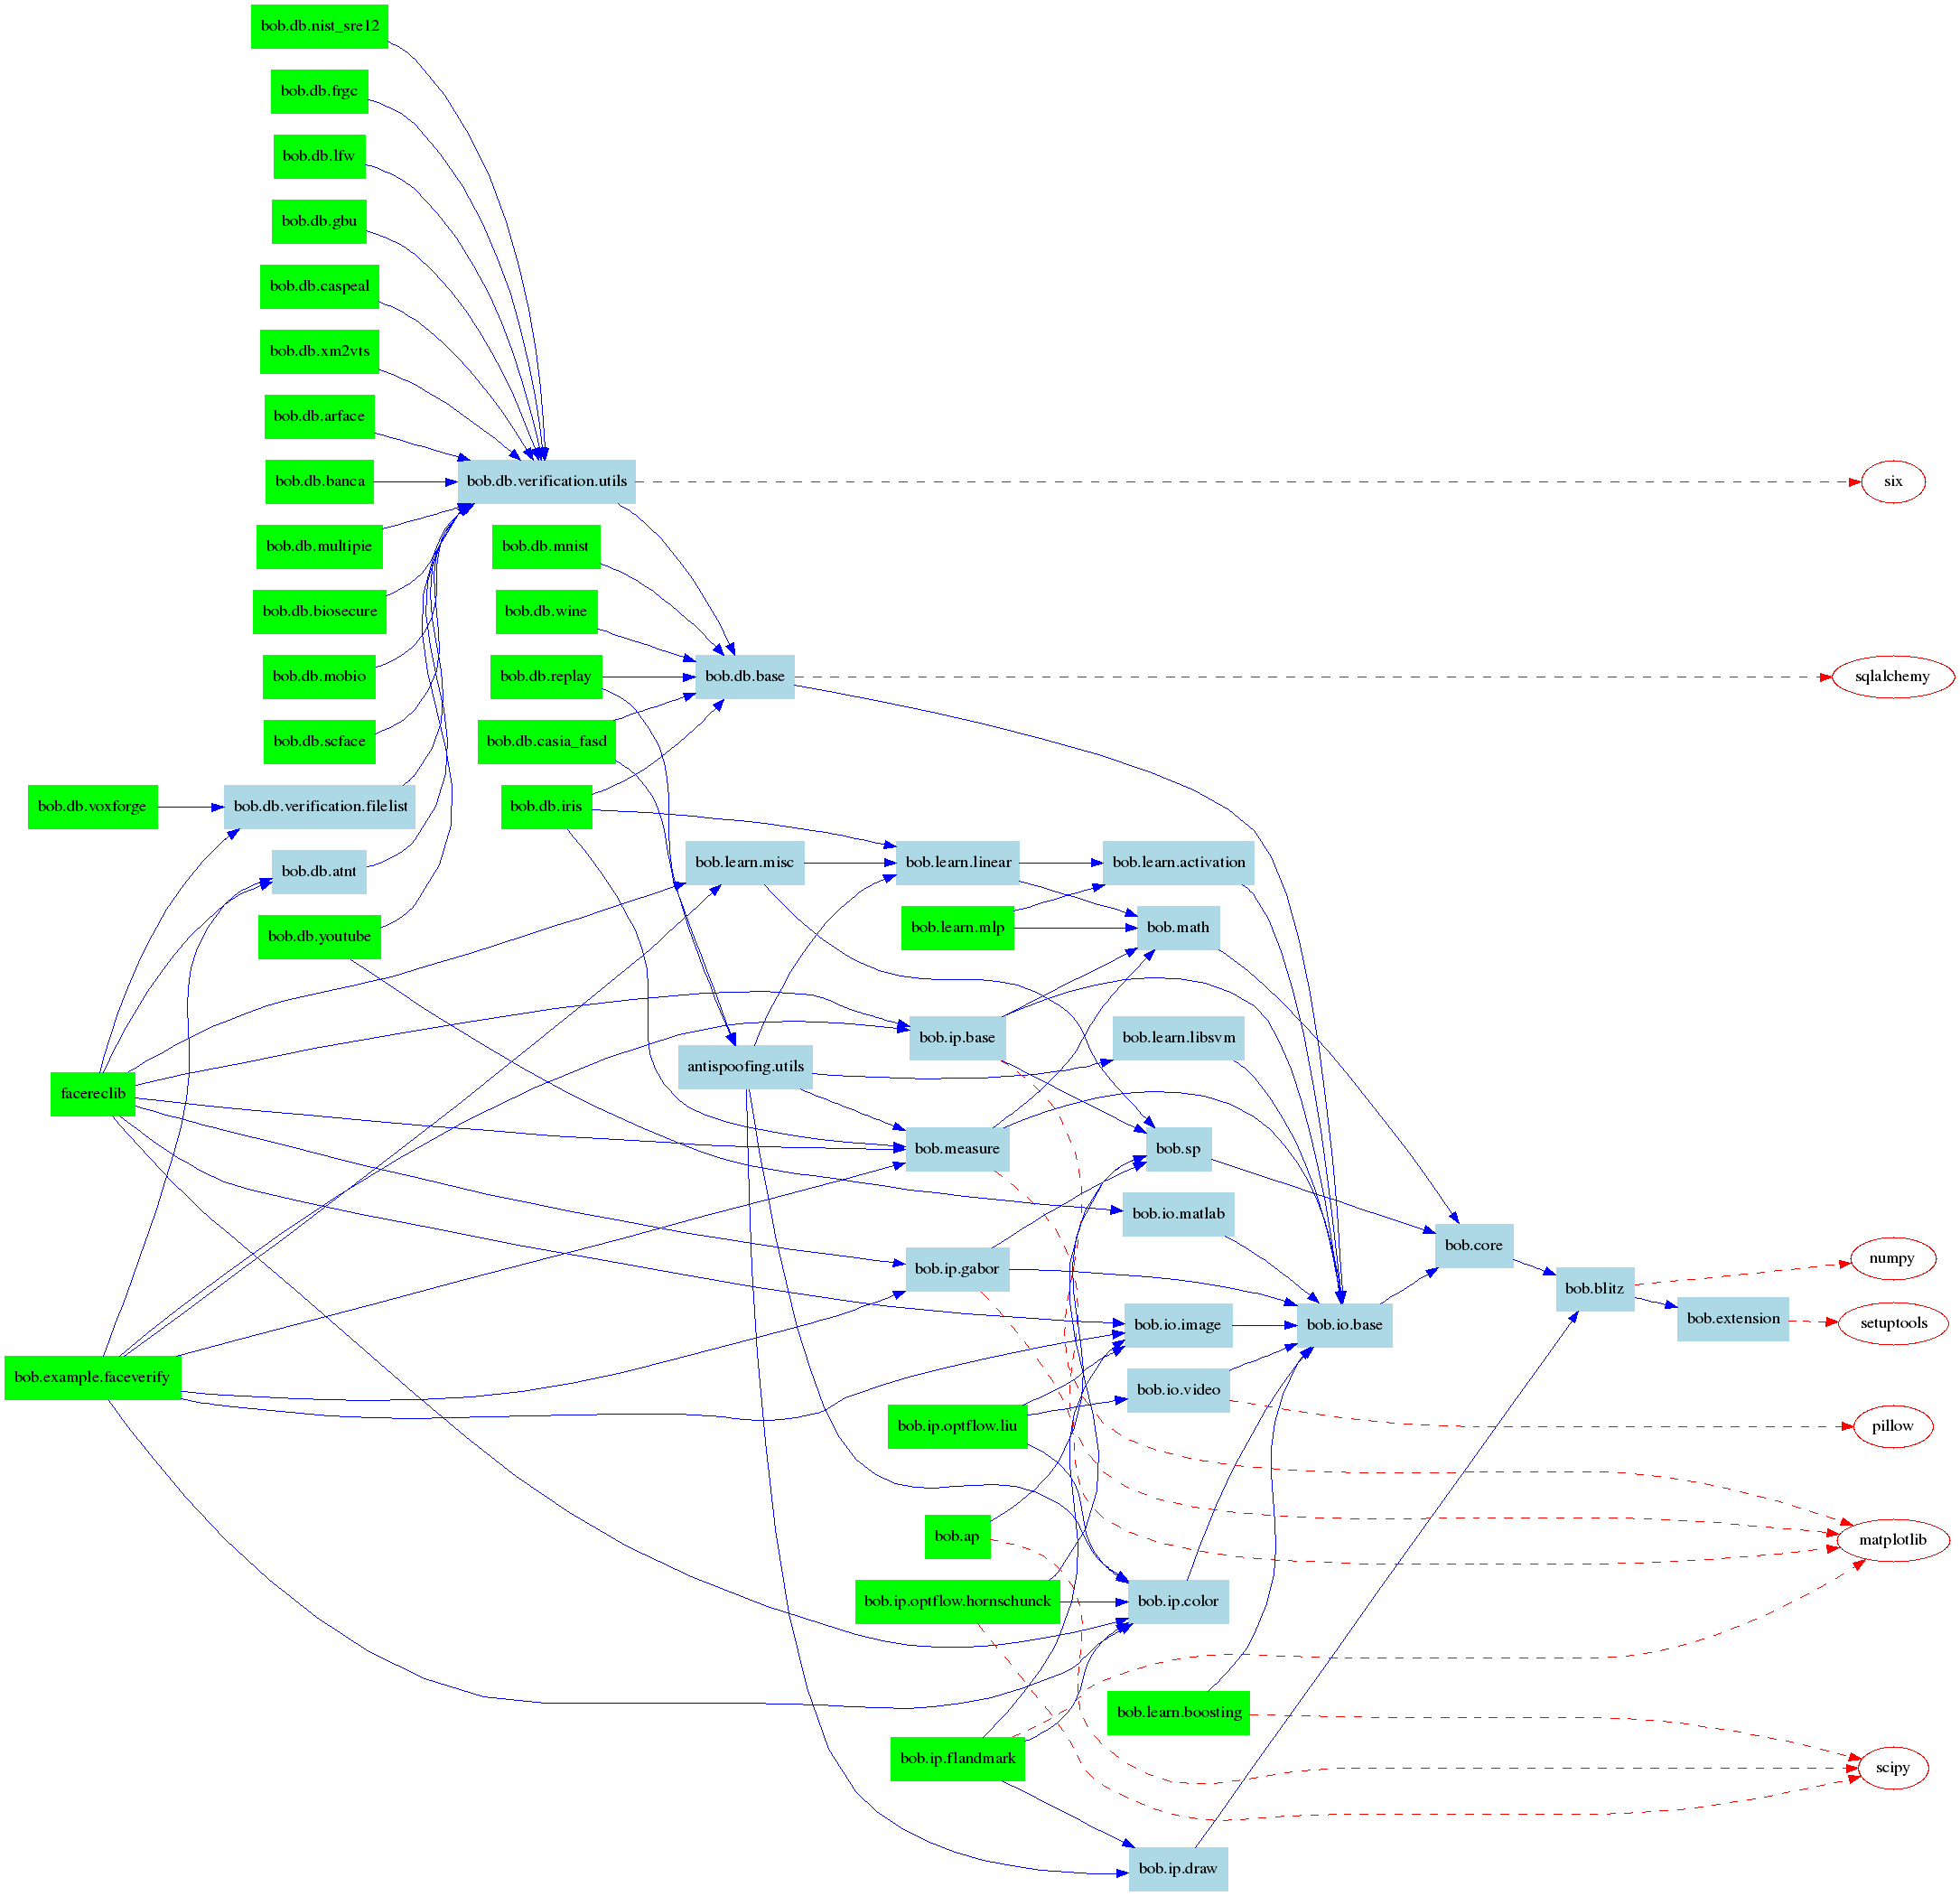 bob.db.nist_sre12
bob.db.frgc
bob.db.lfw
bob.db.gbu
bob.db.caspeal
bob.db.xm2vts
bob.db.arface
bob.db.banca
bob.db.verification.utils
six
bob.db.multipie
bob.db.mnist
bob.db.biosecure
bob.db.wine
bob.db.mobio
bob.db.replay
bob.db.base
sqlalchemy
bob.db.scface
bob.db.casia_fasd
bob.db.voxforge
bob.db.verification.filelist
bob.db.iris
bob.db.atnt
bob.learn.misc
bob.learn.linear
bob.learn.activation
bob.db.youtube
bob.learn.mlp
bob.math
bob.ip.base
bob.learn.libsvm
antispoofing.utils
facereclib
bob.measure
bob.sp
bob.io.matlab
bob.core
numpy
bob.ip.gabor
bob.blitz
bob.io.image
bob.io.base
bob.extension
setuptools
bob.example.faceverify
bob.io.video
bob.ip.optflow.liu
pillow
bob.ap
matplotlib
bob.ip.optflow.hornschunck
bob.ip.color
bob.learn.boosting
bob.ip.flandmark
scipy
bob.ip.draw